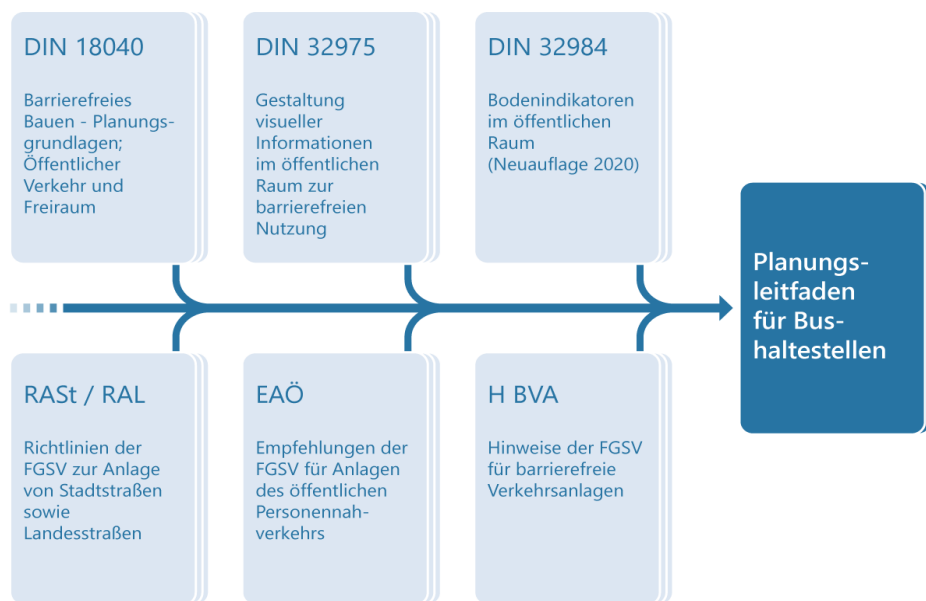 DIN 18040
Barrierefreies
Bauen - Planungs-
grundlagen;
Öffentlicher
Verkehr und
Freiraum
DIN 32975
Gestaltung
visueller
Informationen
im öffentlichen
Raum zur
barrierefreien
Nutzung
DIN 32984
Bodenindikatoren
im öffentlichen
Raum
(Neuauflage 2020)
Planungs-
leitfaden
für Bus-
haltestellen
RASt / RAL
Richtlinien der
FGSV zur Anlage
von Stadtstraßen
sowie
Landesstraßen
EAÖ
Empfehlungen der
FGSV für Anlagen
des öffentlichen
Personennah-
verkehrs
H BVA
Hinweise der FGSV
für barrierefreie
Verkehrsanlagen